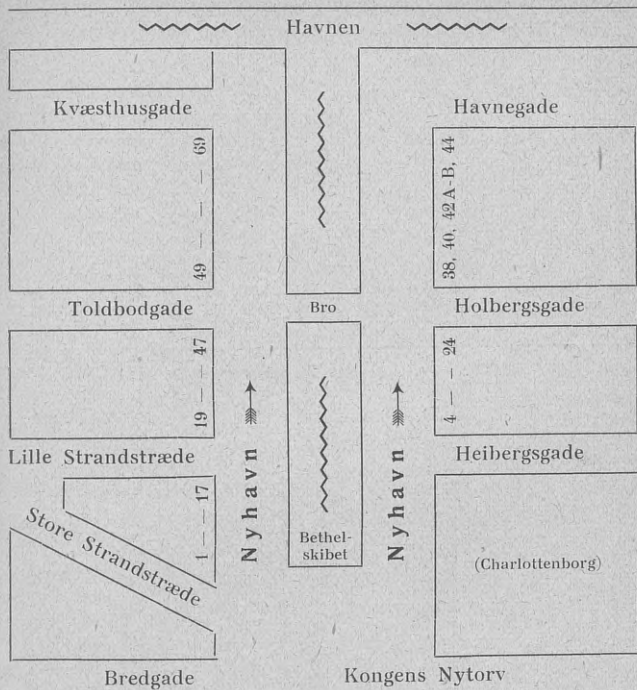 Havnen
Kvæsthusgade
Havnegade
49 — — — 69
38, 40, 42 A-B, 44
Toldbodgade
Bro
Holbergsgade
19 — — 47
4 — — 24
Lille Strandstræde
Nyhavn
Nyhavn
Heibergsgade
1 — — 17
Store Strandstræde
Bethel-
skibet
(Charlottenborg)
Bredgade
Kongens Nytorv